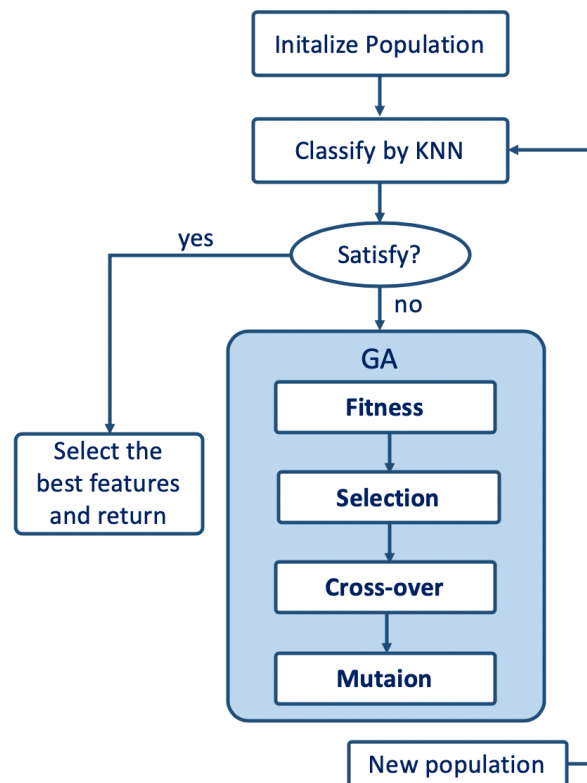 Initalize Population
Classify by KNN
Satisfy?
yes
no
GA
Fitness
Selection
Cross-over
Mutaion
Select the
best features
and return
New population